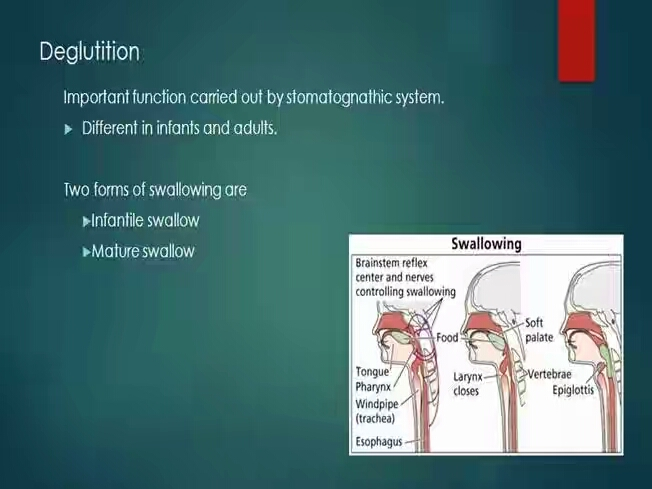 Deglutition
Important function carried out by stomatognathic system.
Different in infants and adults.
Two forms of swallowing are
Infantile swallow
Mature swallow
Swallowing
Brainstem reflex
center and nerves
controlling swallowing
Food
Soft
palate
Tongue
Pharynx
Windpipe
(trachea)
Esophagus
Larynx
closes
Vertebrae
Epiglottis